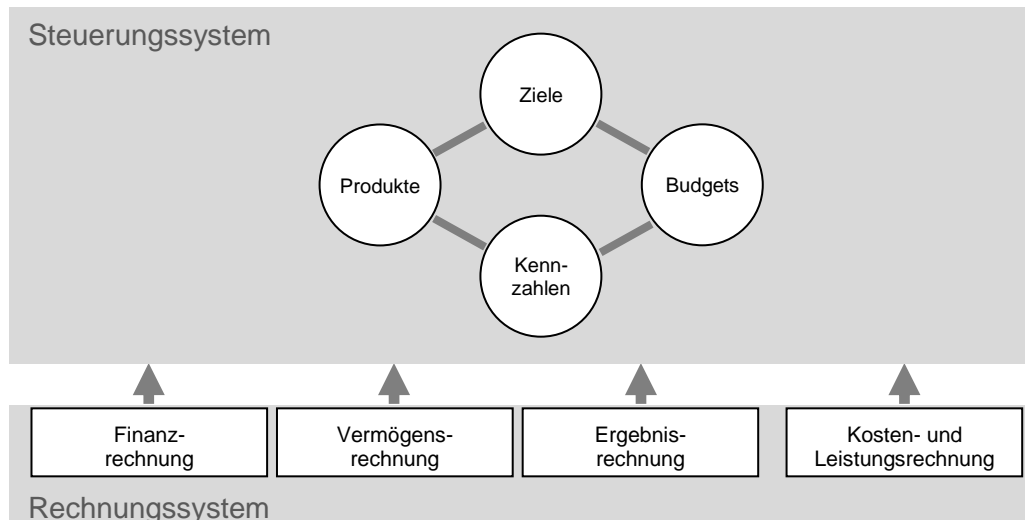 Steuerungssystem
Ziele
Produkte
Budgets
Kenn-
zahlen
Finanz-
rechnung
Vermögens-
rechnung
Ergebnis-
rechnung
Kosten- und
Leistungsrechnung
Rechnungssystem